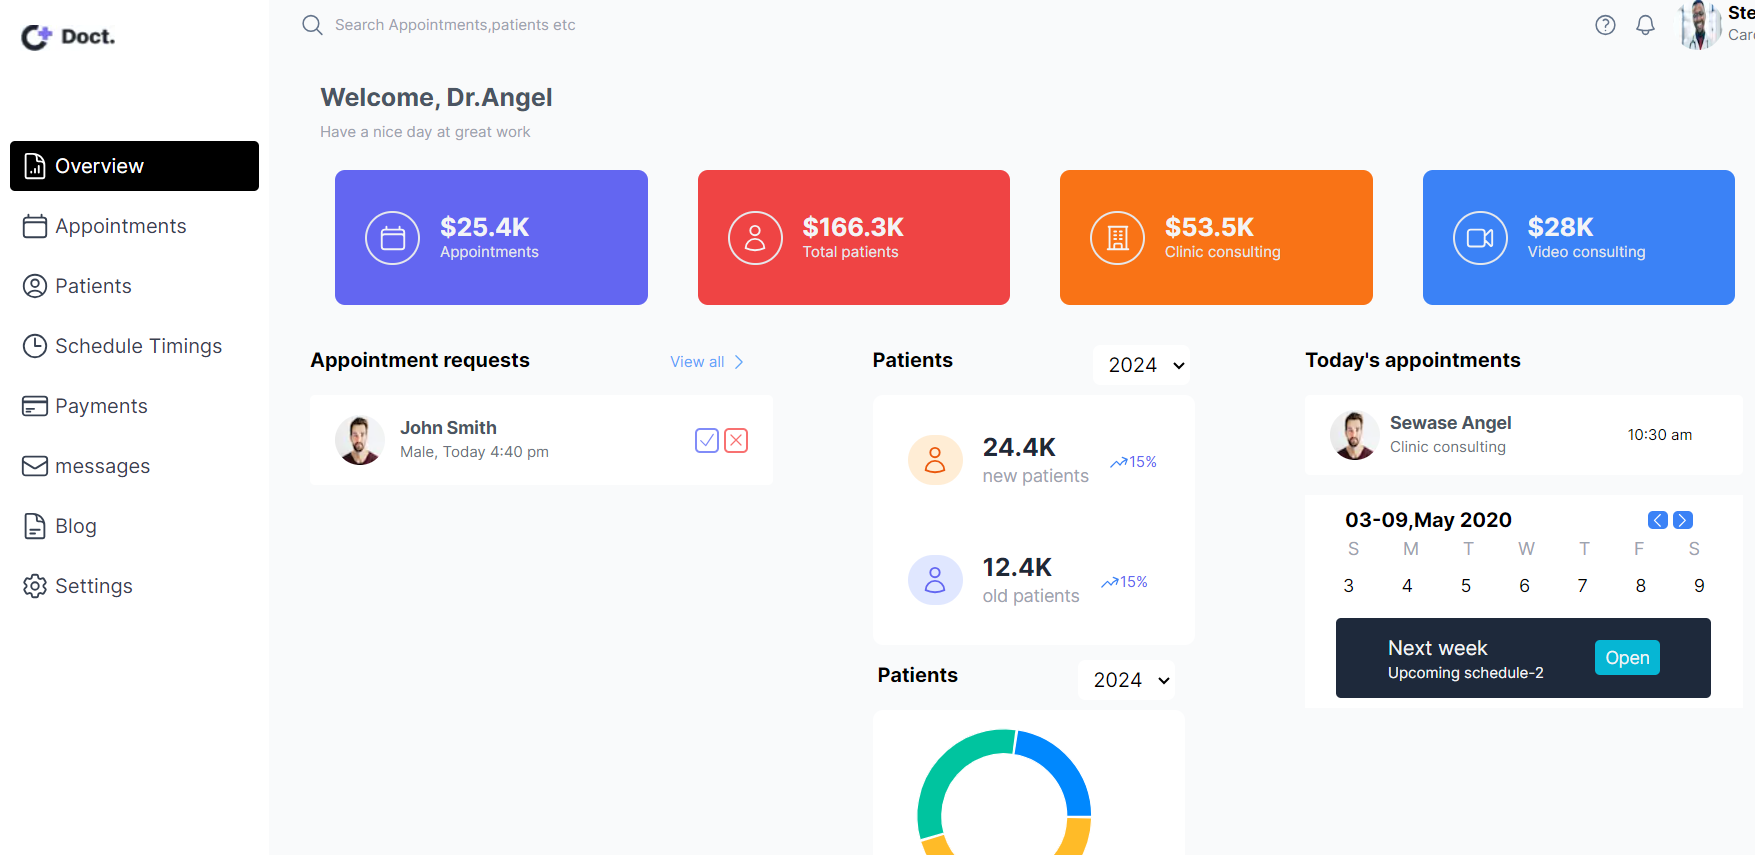 Doct.
Search Appointments,patients etc
Ste
Welcome, Dr.Angel
Have a nice day at great work
Overview
Appointments
Patients
Schedule Timings
Payments
messages
Blog
Settings
$25.4K
Appointments
$166.3K
Total patients
$53.5K
Clinic consulting
$28K
Video consulting
Appointment requests
View all
John Smith
Male, Today 4:40 pm
Patients
2024
24.4K
new patients
15%
12.4K
old patients
15%
Patients
2024
Today's appointments
Sewase Angel
Clinic consulting
10:30 am
03-09,May 2020
S M T W T F S
3 4 5 6 7 8 9
Next week
Upcoming schedule-2
Open